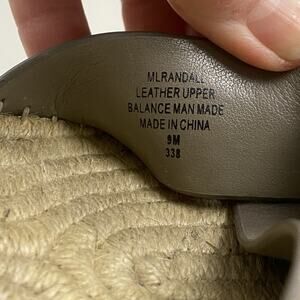 MLRANDALL
LEATHER UPPER
BALANCE MAN MADE
MADE IN CHINA
9M
338